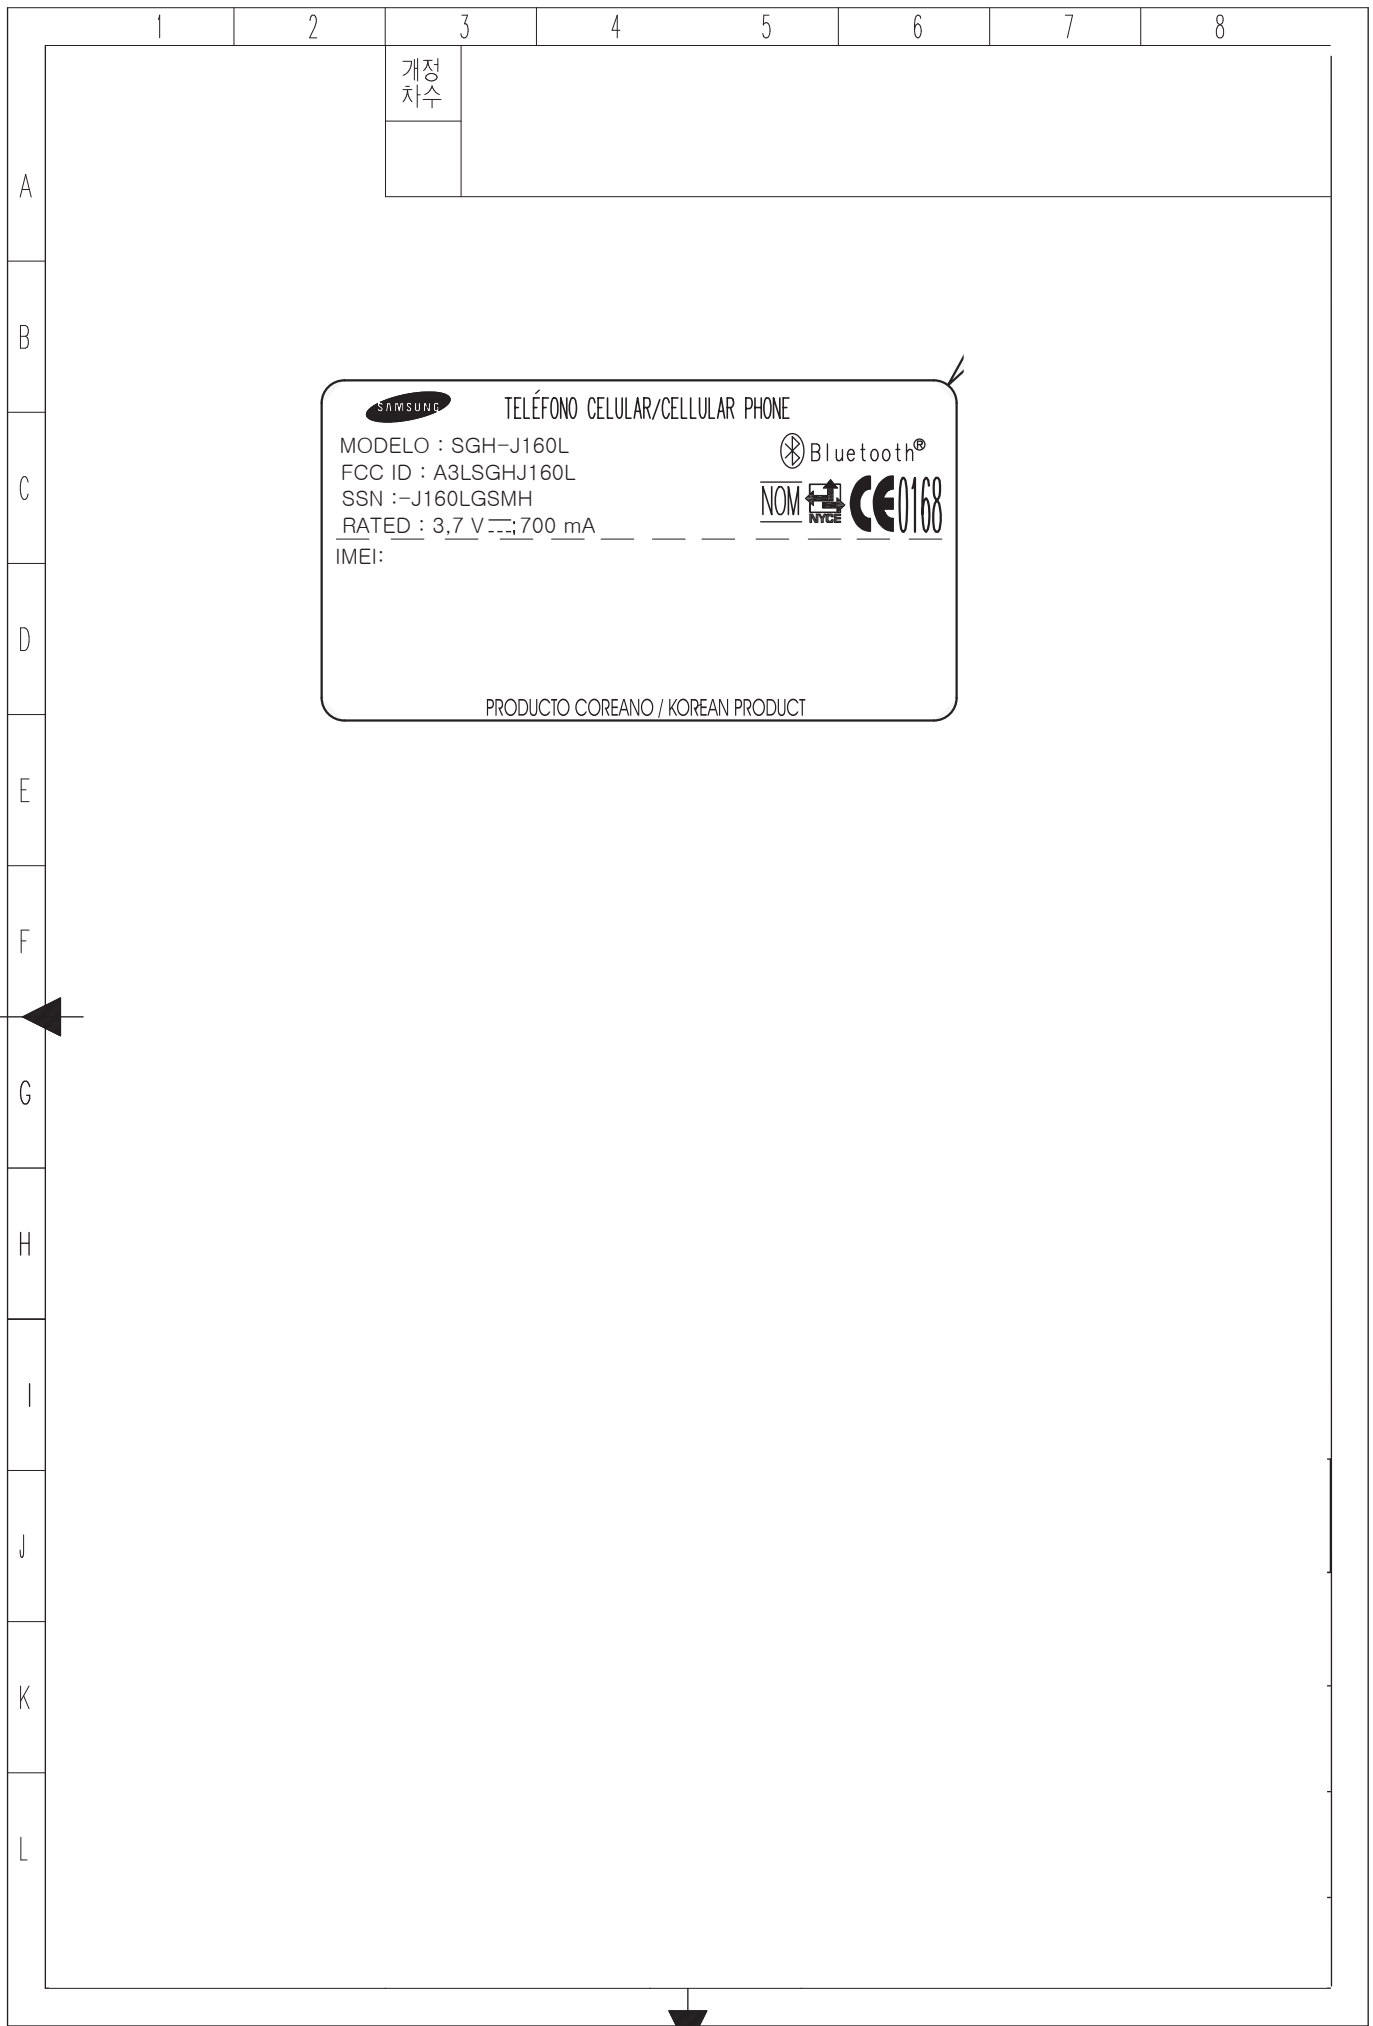 1 2 3 4 5 6 7 8
개정
차수
A
B
SAMSUNG TELÉFONO CELULAR/CELLULAR PHONE
MODELO : SGH-J160L
Bluetooth®
FCC ID : A3LSGHJ160L
C
SSN :-J160LGSMH
NOM NYCE CE0168
RATED : 3,7 V ; 700 mA
IMEI:
D
PRODUCTO COREANO / KOREAN PRODUCT
E
F
G
H
I
J
K
L